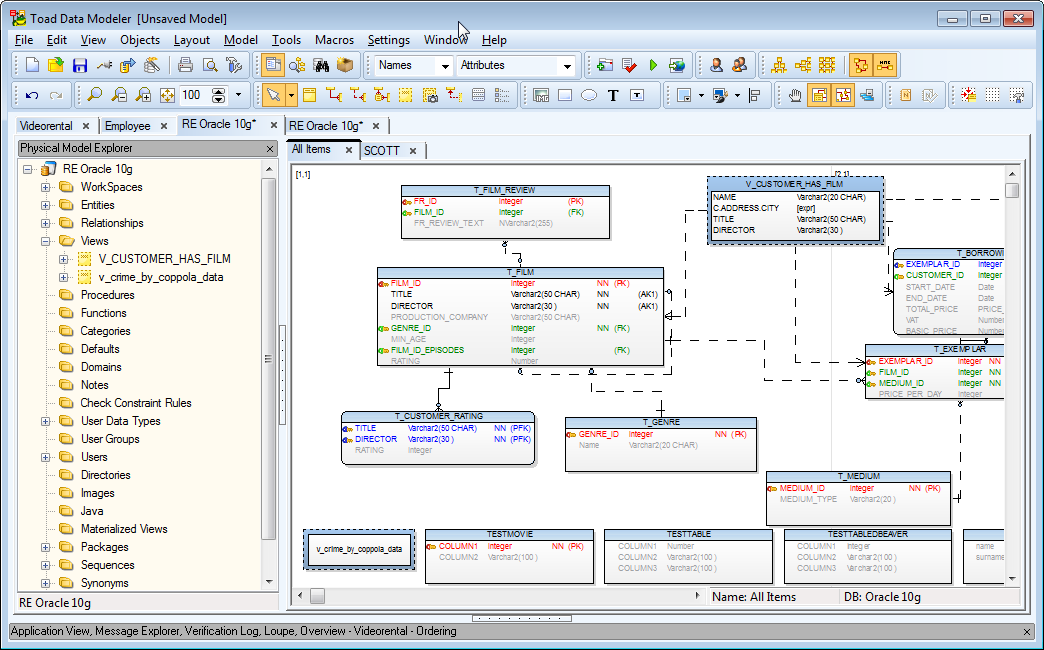 Toad Data Modeler [Unsaved Model]
File Edit View Objects Layout Model Tools Macros Settings Window Help
Names Attributes
100
Videorental Employee RE Oracle 10g* RE Oracle 10g*
Physical Model Explorer
RE Oracle 10g
WorkSpaces
Entities
Relationships
Views
V_CUSTOMER_HAS_FILM
v_crime_by_coppola_data
Procedures
Functions
Categories
Defaults
Domains
Notes
Check Constraint Rules
User Data Types
User Groups
Users
Directories
Images
Java
Materialized Views
Packages
Sequences
Synonyms
RE Oracle 10g
All Items SCOTT
[1,1]
[2,1]
T_FILM_REVIEW
FR_ID Integer (PK)
FILM_ID Integer (FK)
FR_REVIEW_TEXT NVarchar2(255)
V_CUSTOMER_HAS_FILM
NAME Varchar2(20 CHAR)
C.ADDRESS.CITY [expr]
TITLE Varchar2(50 CHAR)
DIRECTOR Varchar2(30 )
T_FILM
FILM_ID Integer NN (PK)
TITLE Varchar2(50 CHAR) NN (AK1)
DIRECTOR Varchar2(30 ) NN (AK1)
PRODUCTION_COMPANY Varchar2(50 CHAR)
GENRE_ID Integer NN (FK)
MIN_AGE Integer
FILM_ID_EPISODES Integer (FK)
RATING Number
T_BORROWI
EXEMPLAR_ID Integer
CUSTOMER_ID Integer
START_DATE Date
END_DATE Date
TOTAL_PRICE PRICE_
VAT Number
BASIC_PRICE Number
T_EXEMPLAR
EXEMPLAR_ID Integer NN
FILM_ID Integer NN
MEDIUM_ID Integer NN
PRICE_PER_DAY Integer
T_CUSTOMER_RATING
TITLE Varchar2(50 CHAR) NN (PFK)
DIRECTOR Varchar2(30 ) NN (PFK)
RATING Integer
T_GENRE
GENRE_ID Integer NN (PK)
Name Varchar2(20 CHAR)
T_MEDIUM
MEDIUM_ID Integer NN (PK)
MEDIUM_TYPE Varchar2(20 )
v_crime_by_coppola_data
TESTMOVIE
COLUMN1 Integer NN (PK)
COLUMN2 Varchar2(100 )
TESTTABLE
COLUMN1 Number
COLUMN2 Varchar2(100 )
COLUMN3 Varchar2(100 )
TESTTABLEDBEAVER
COLUMN1 Integer
COLUMN2 Varchar2(100 )
COLUMN3 Varchar2(100 )
name
surname
Name: All Items DB: Oracle 10g
Application View, Message Explorer, Verification Log, Loupe, Overview - Videorental - Ordering